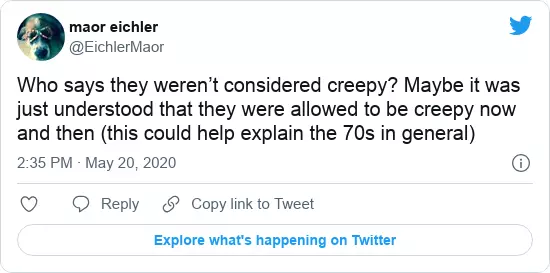 maor eichler
@EichlerMaor
Who says they weren’t considered creepy? Maybe it was
just understood that they were allowed to be creepy now
and then (this could help explain the 70s in general)
2:35 PM · May 20, 2020
Reply
Copy link to Tweet
Explore what's happening on Twitter